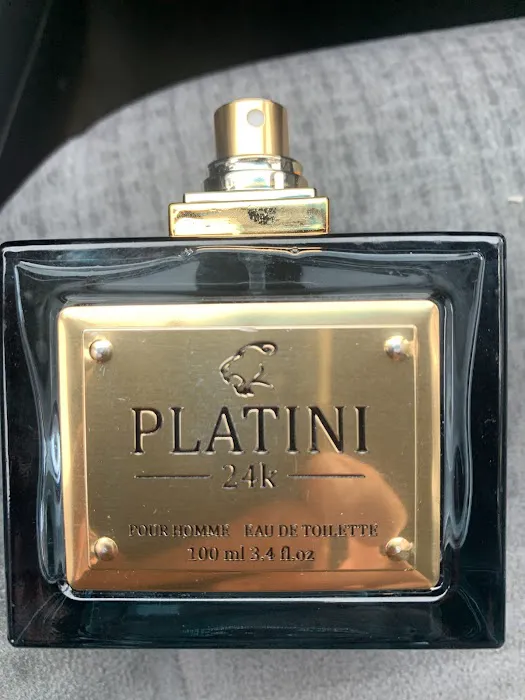 PLATINI
24k
POUR HOMME EAU DE TOILETTE
100 ml 3.4 fl.oz